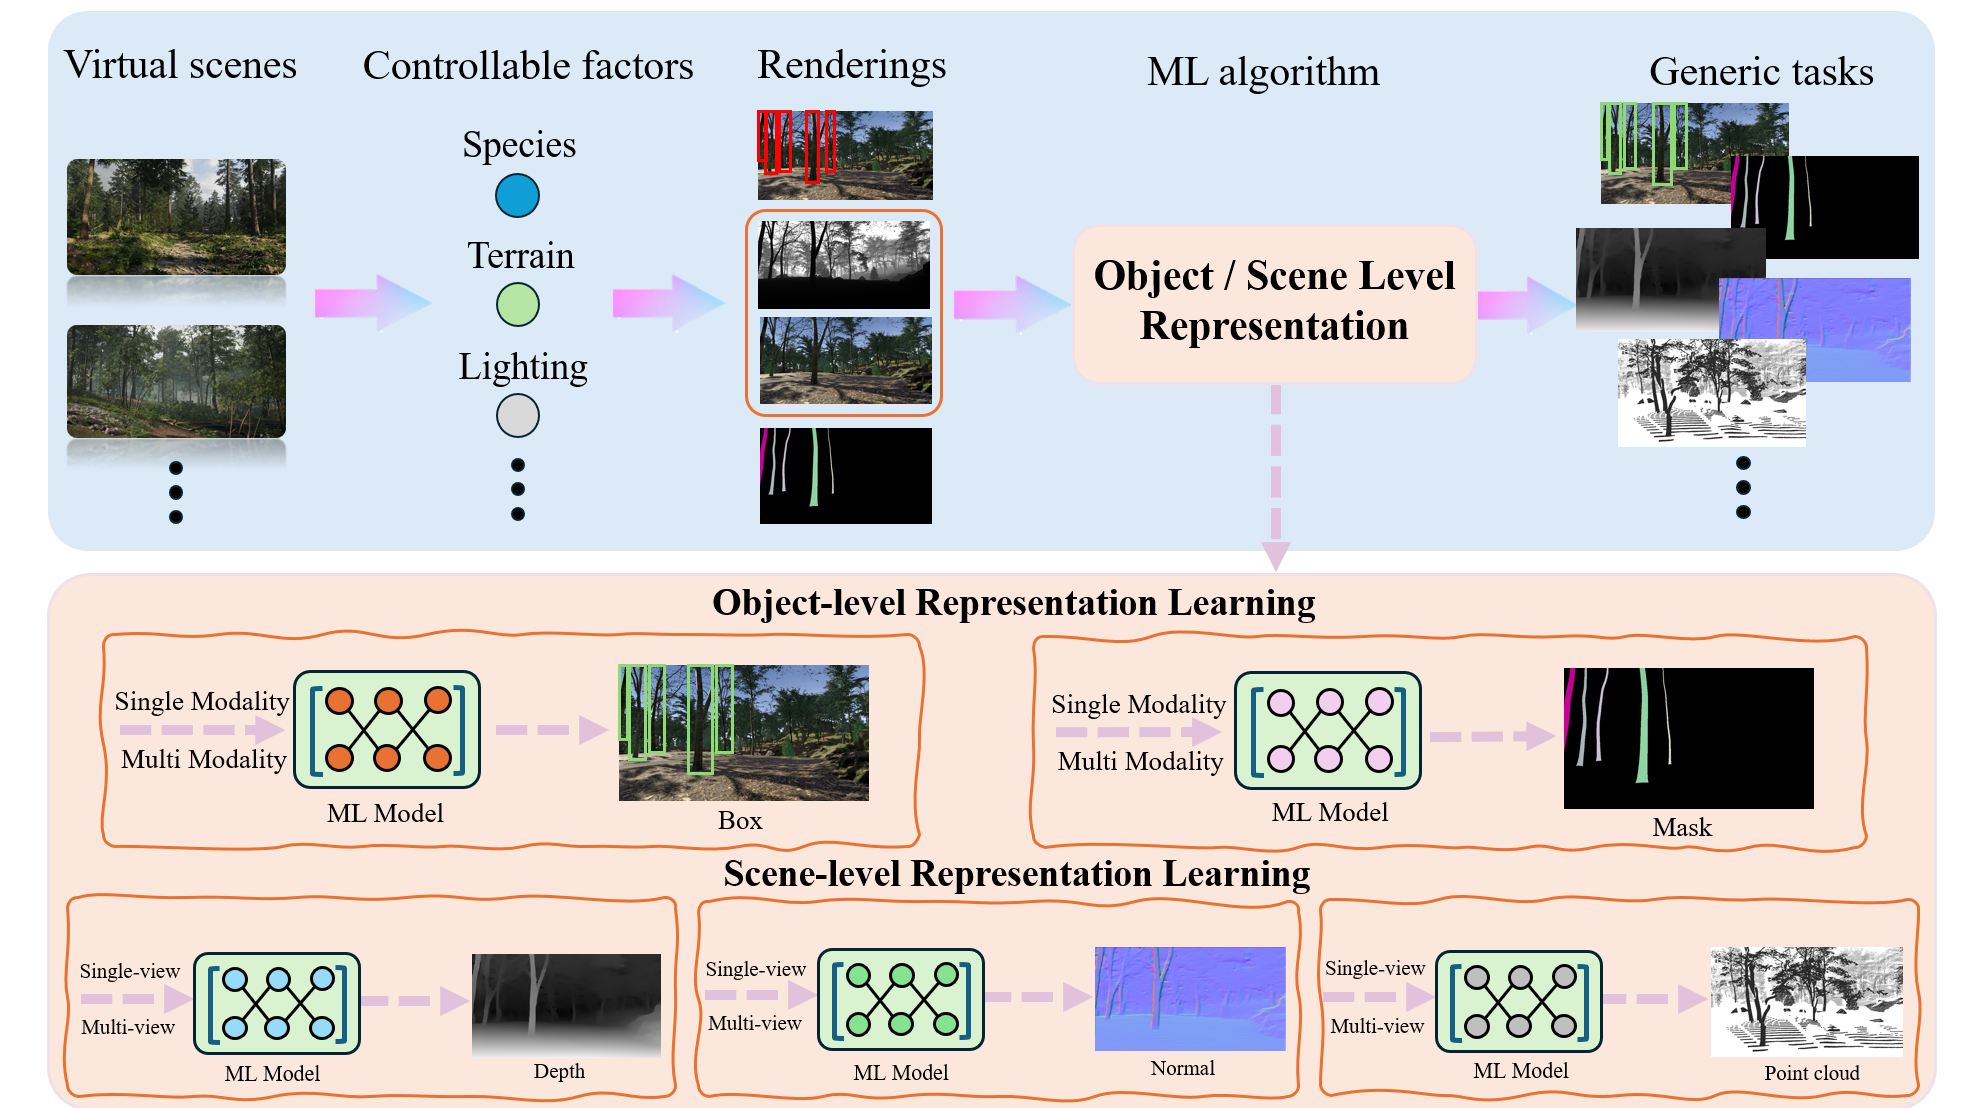 Virtual scenes
Controllable factors
Renderings
ML algorithm
Generic tasks
Species
Terrain
Lighting
Object / Scene Level
Representation
Object-level Representation Learning
Single Modality
Multi Modality
ML Model
Box
Single Modality
Multi Modality
ML Model
Mask
Scene-level Representation Learning
Single-view
Multi-view
ML Model
Depth
Single-view
Multi-view
ML Model
Normal
Single-view
Multi-view
ML Model
Point cloud